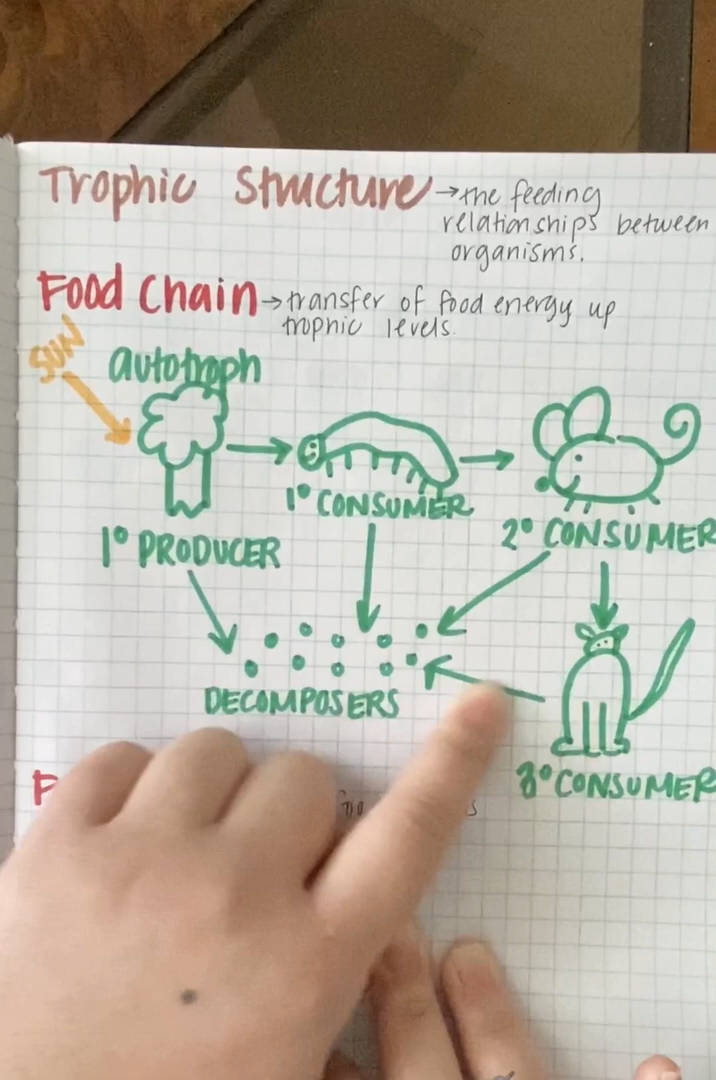 Trophic Structure → the feeding
relationships between
organisms.
Food Chain → transfer of food energy up
trophic levels.
SUN
autotroph
1° CONSUMER
2° CONSUMER
1° PRODUCER
DECOMPOSERS
3° CONSUMER